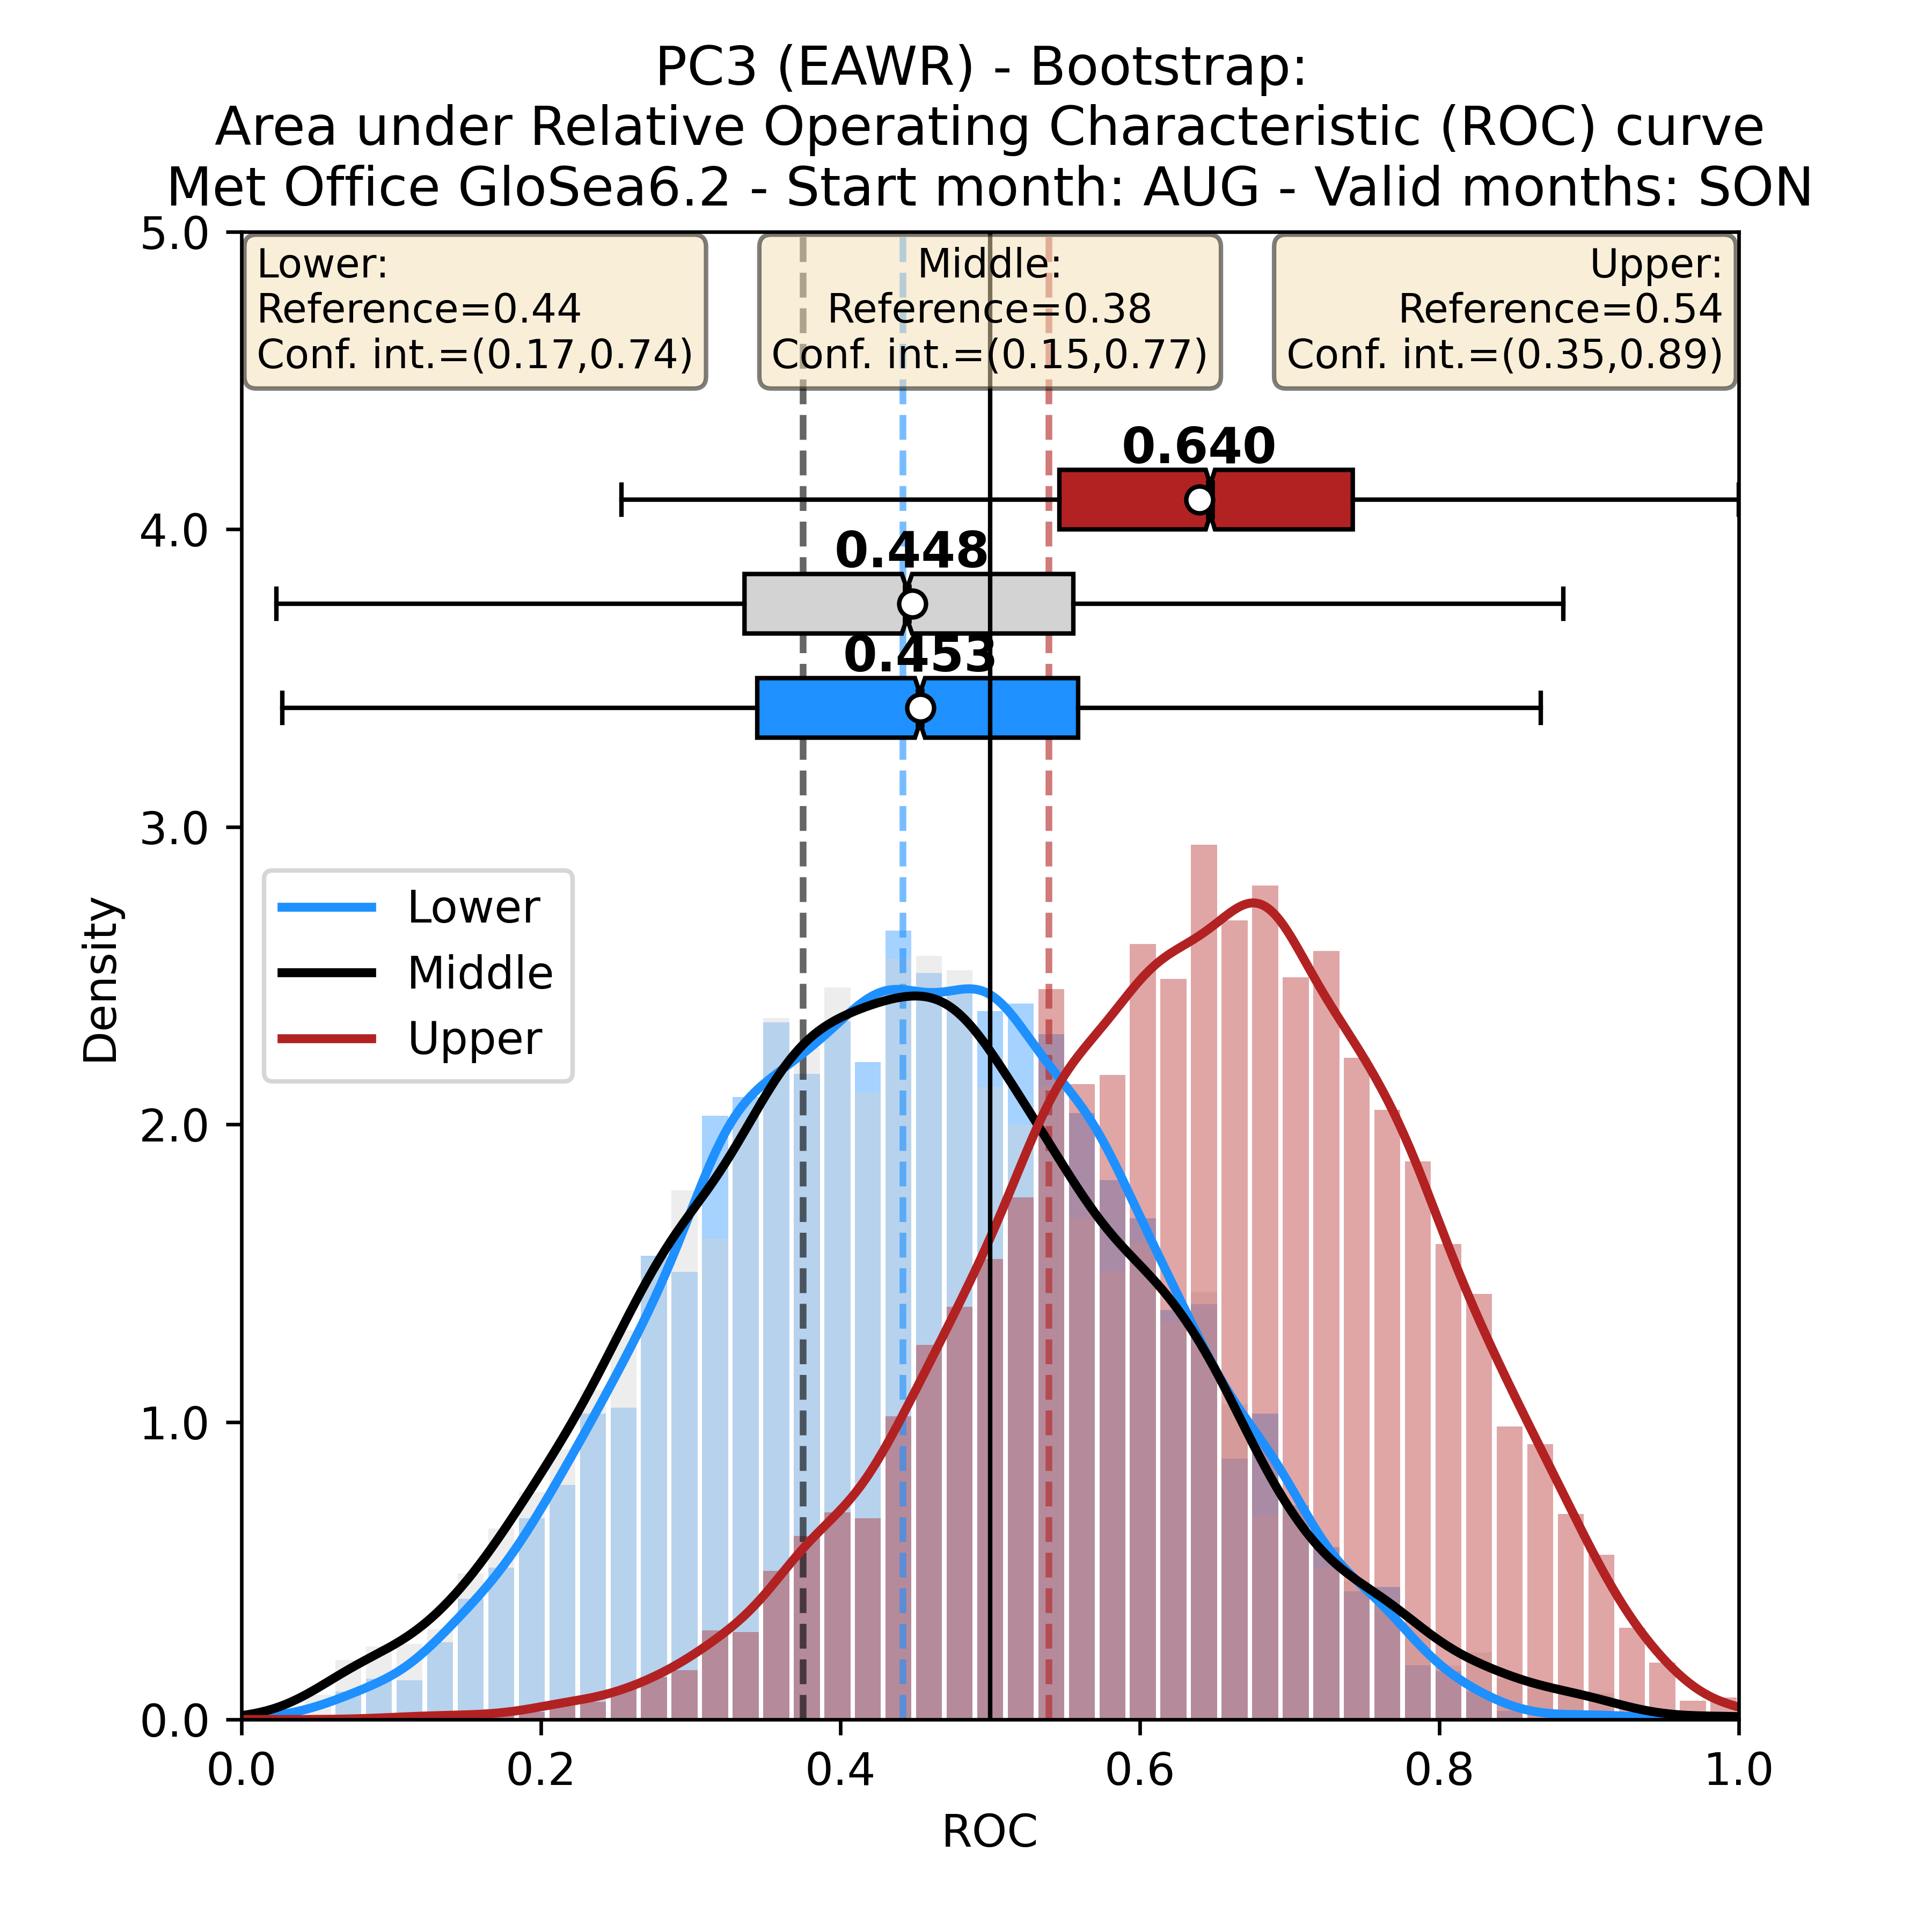 PC3 (EAWR) - Bootstrap:
Area under Relative Operating Characteristic (ROC) curve
Met Office GloSea6.2 - Start month: AUG - Valid months: SON
5.0
Lower:
Reference=0.44
Conf. int.=(0.17,0.74)
Middle:
Reference=0.38
Conf. int.=(0.15,0.77)
Upper:
Reference=0.54
Conf. int.=(0.35,0.89)
0.640
4.0
0.448
0.453
3.0
Lower
Middle
Upper
Density
2.0
1.0
0.0
0.0 0.2 0.4 0.6 0.8 1.0
ROC